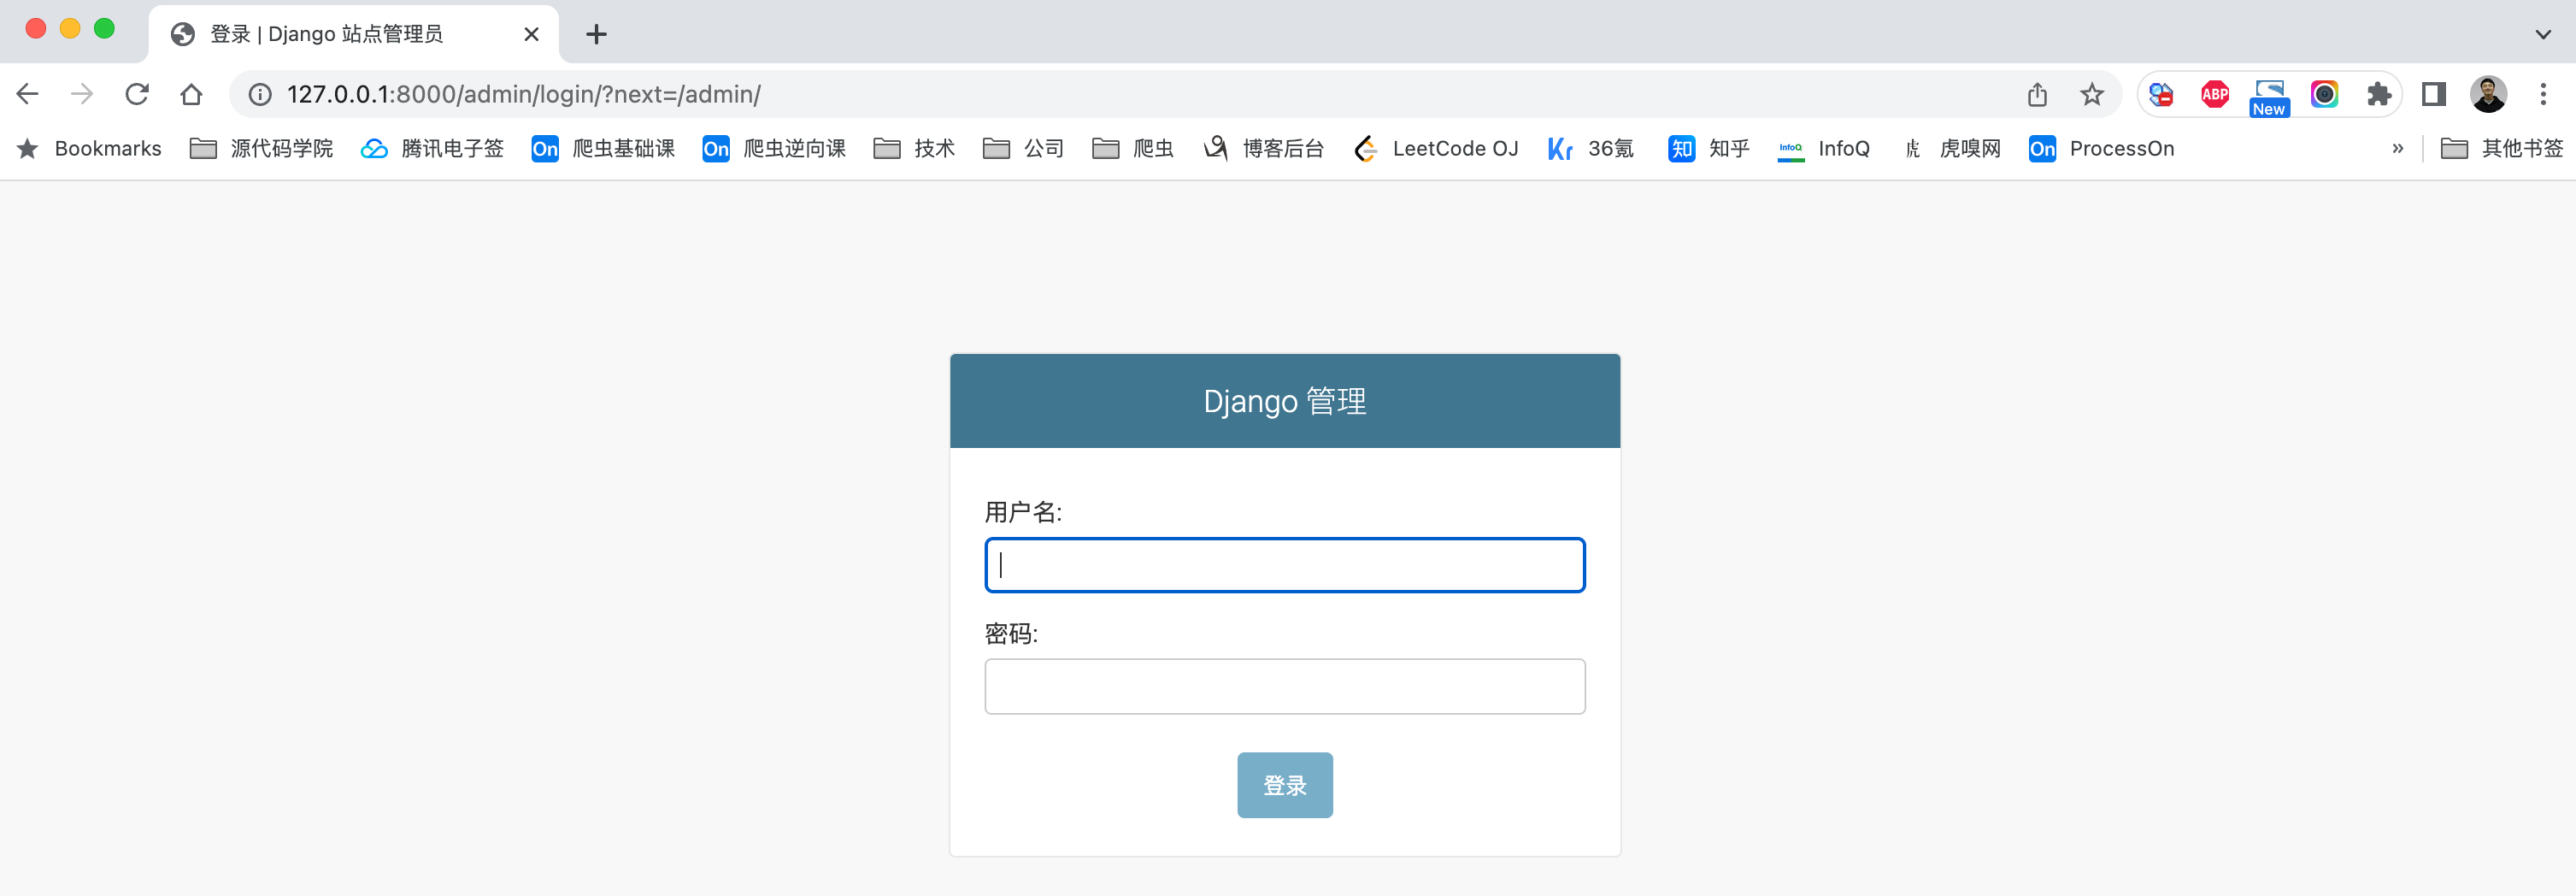 登录 | Django 站点管理员
127.0.0.1:8000/admin/login/?next=/admin/
ABP
New
Bookmarks 源代码学院 腾讯电子签 On 爬虫基础课 On 爬虫逆向课 技术 公司 爬虫 博客后台 LeetCode OJ Kr 36氪 知 知乎 InfoQ InfoQ 虎 虎嗅网 On ProcessOn » 其他书签
Django 管理
用户名:
密码:
登录